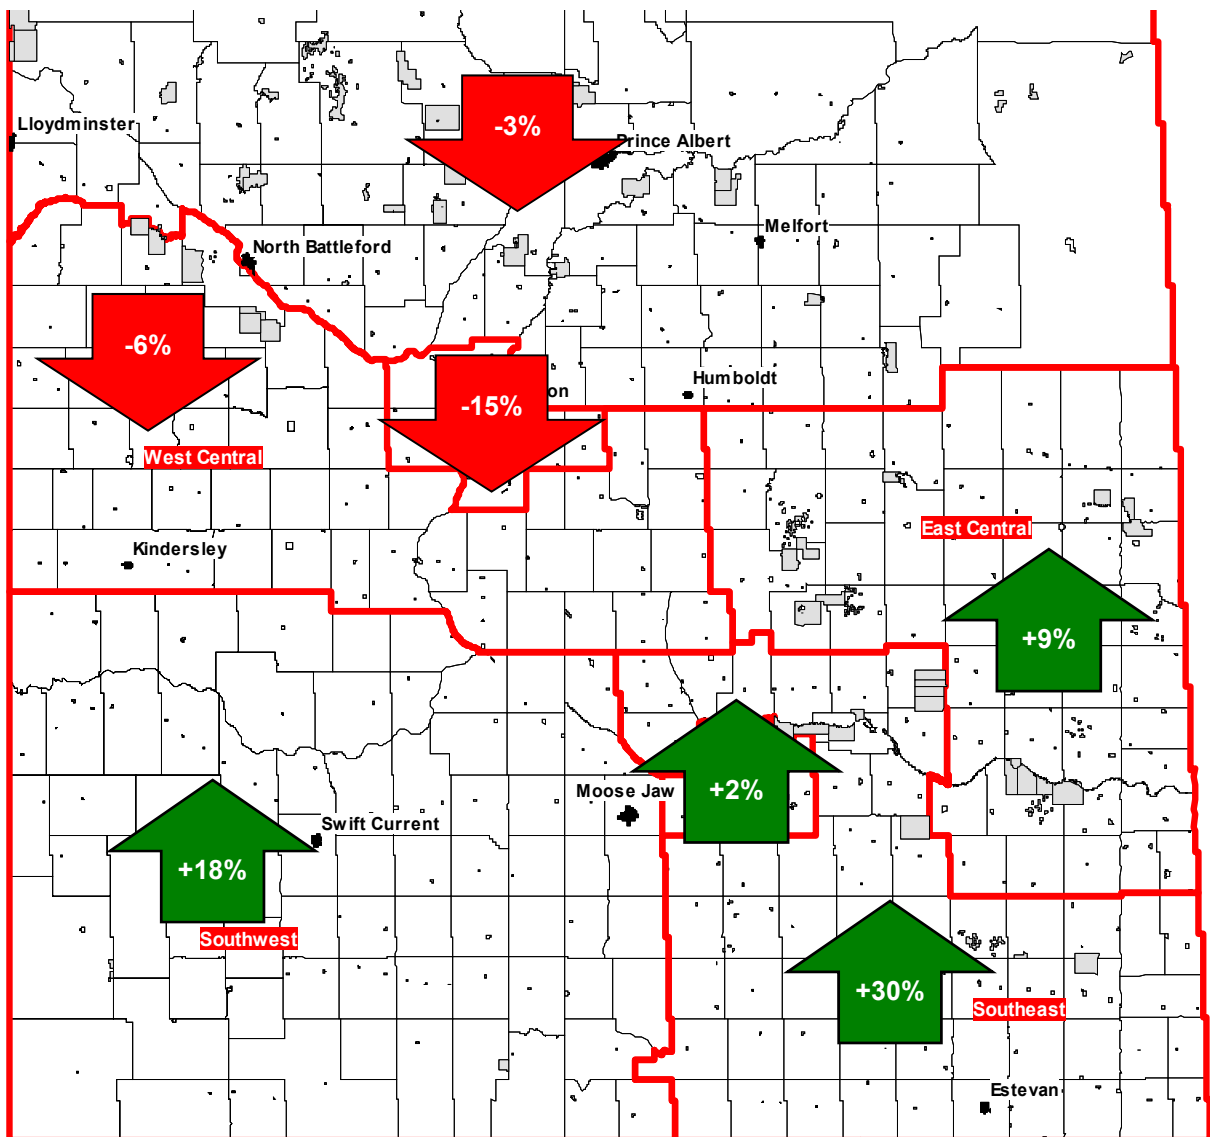 -3%
Lloydminster
Prince Albert
Melfort
North Battleford
-6%
on
Humboldt
-15%
West Central
East Central
Kindersley
+9%
Moose Jaw
+2%
Swift Current
+18%
Southwest
+30%
Southeast
Estevan